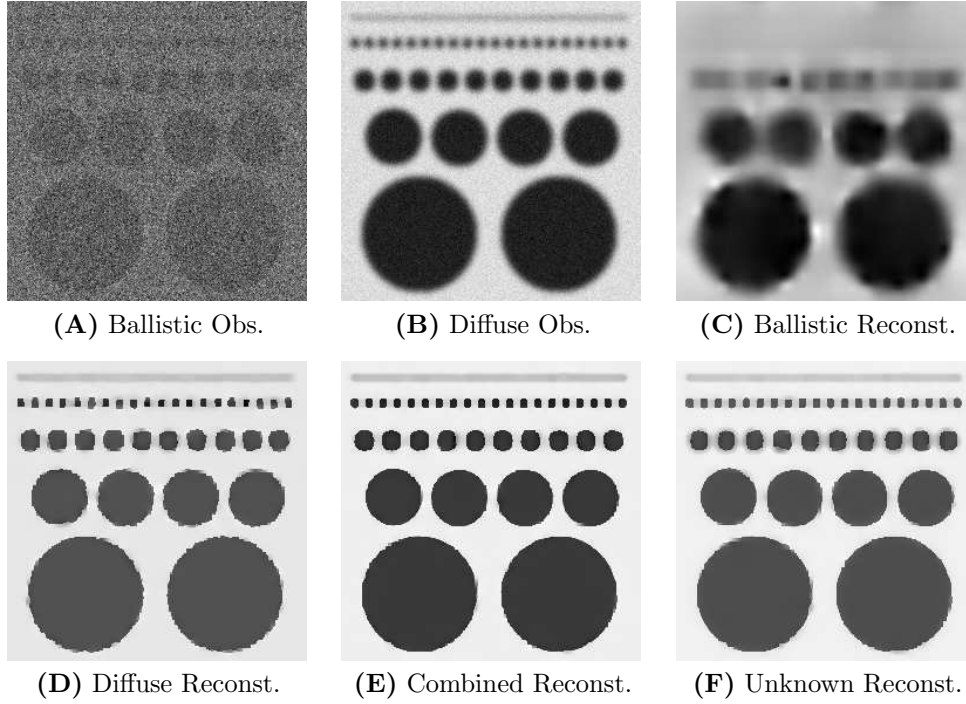 (A) Ballistic Obs.
(B) Diffuse Obs.
(C) Ballistic Reconst.
(D) Diffuse Reconst.
(E) Combined Reconst.
(F) Unknown Reconst.